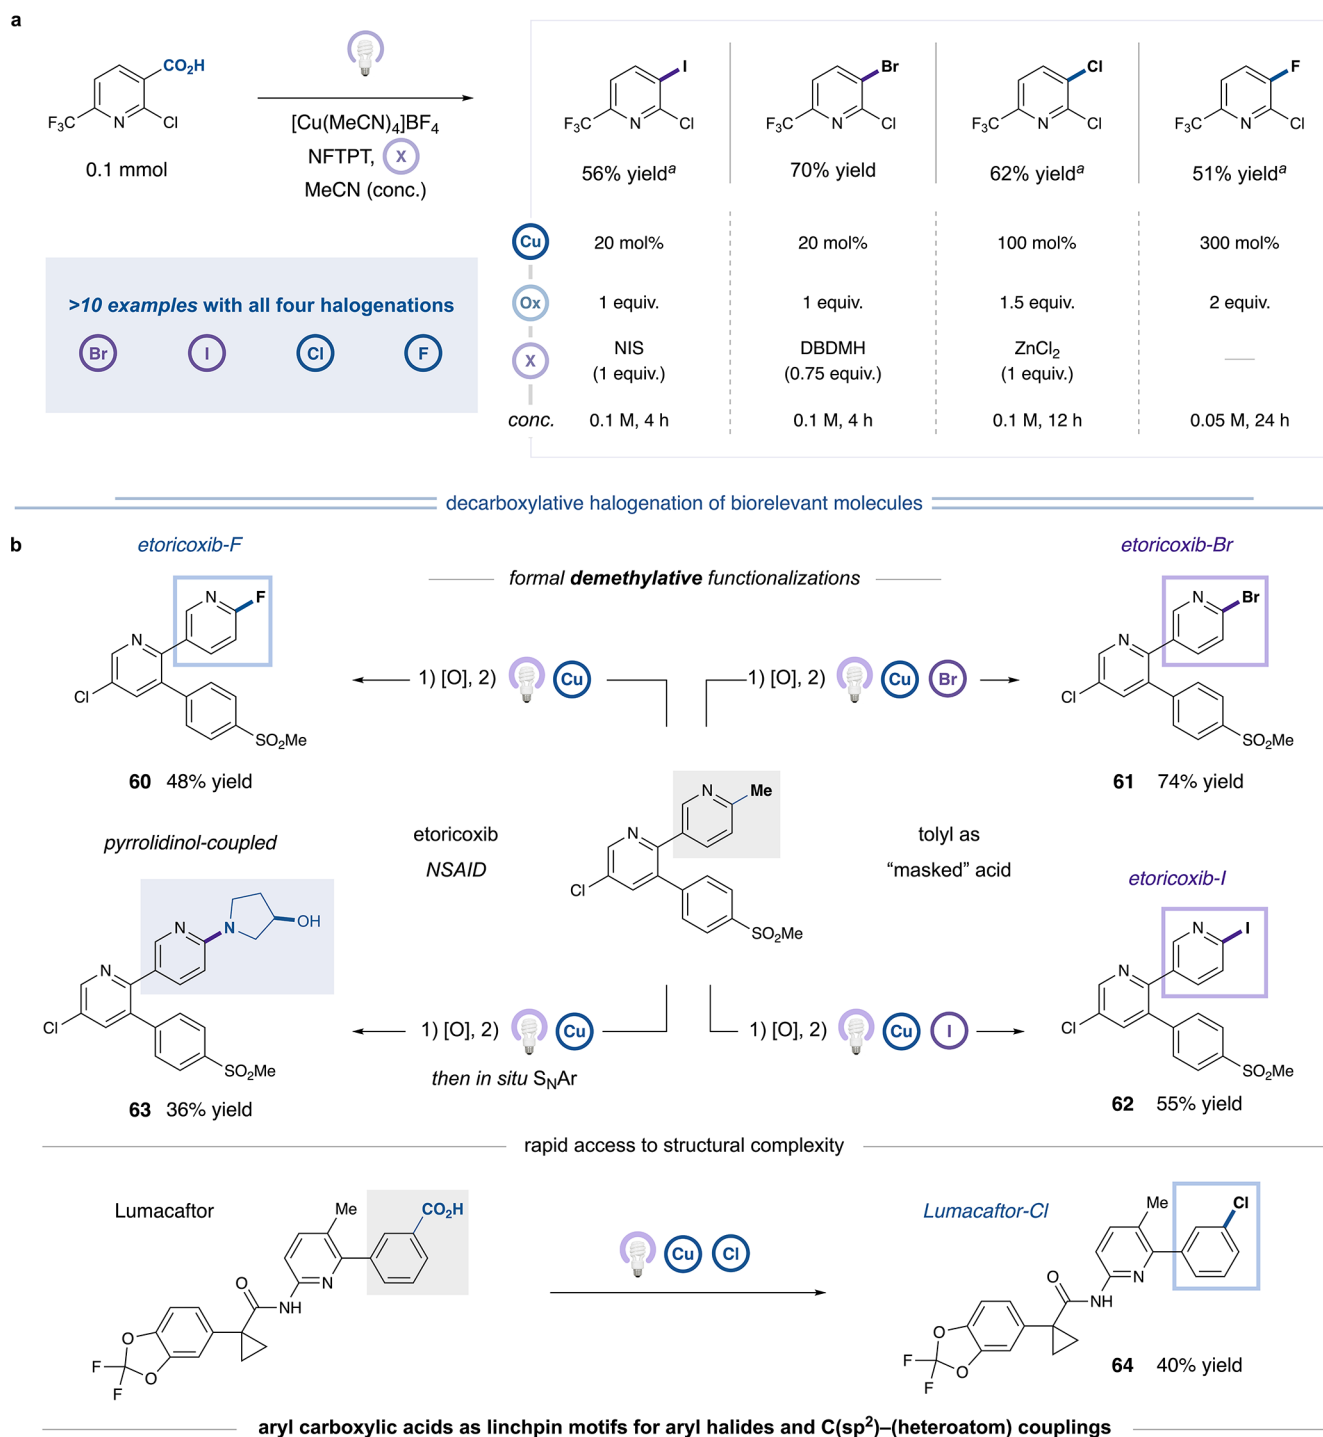 a
CO2H
F3C
N
Cl
0.1 mmol
[Cu(MeCN)4]BF4
NFTPT, X
MeCN (conc.)
I
F3C
N
Cl
56% yielda
Br
F3C
N
Cl
70% yield
Cl
F3C
N
Cl
62% yielda
F
F3C
N
Cl
51% yielda
Cu
20 mol%
20 mol%
100 mol%
300 mol%
Ox
1 equiv.
1 equiv.
1.5 equiv.
2 equiv.
X
NIS
(1 equiv.)
DBDMH
(0.75 equiv.)
ZnCl2
(1 equiv.)
conc.
0.1 M, 4 h
0.1 M, 4 h
0.1 M, 12 h
0.05 M, 24 h
>10 examples with all four halogenations
Br I Cl F
decarboxylative halogenation of biorelevant molecules
b
etoricoxib-F
N
F
N
Cl
SO2Me
60 48% yield
formal demethylative functionalizations
1) [O], 2) Cu
1) [O], 2) Cu Br
etoricoxib-Br
N
Br
N
Cl
SO2Me
61 74% yield
etoricoxib
NSAID
N
Me
N
Cl
SO2Me
tolyl as
“masked” acid
pyrrolidinol-coupled
N
N
OH
N
Cl
SO2Me
63 36% yield
1) [O], 2) Cu
then in situ SNAr
1) [O], 2) Cu I
etoricoxib-I
N
I
N
Cl
SO2Me
62 55% yield
rapid access to structural complexity
Lumacaftor
Me
CO2H
N
O
NH
O
F
F
O
Cu Cl
Lumacaftor-Cl
Me
Cl
N
O
NH
O
F
F
O
64 40% yield
aryl carboxylic acids as linchpin motifs for aryl halides and C(sp2)–(heteroatom) couplings